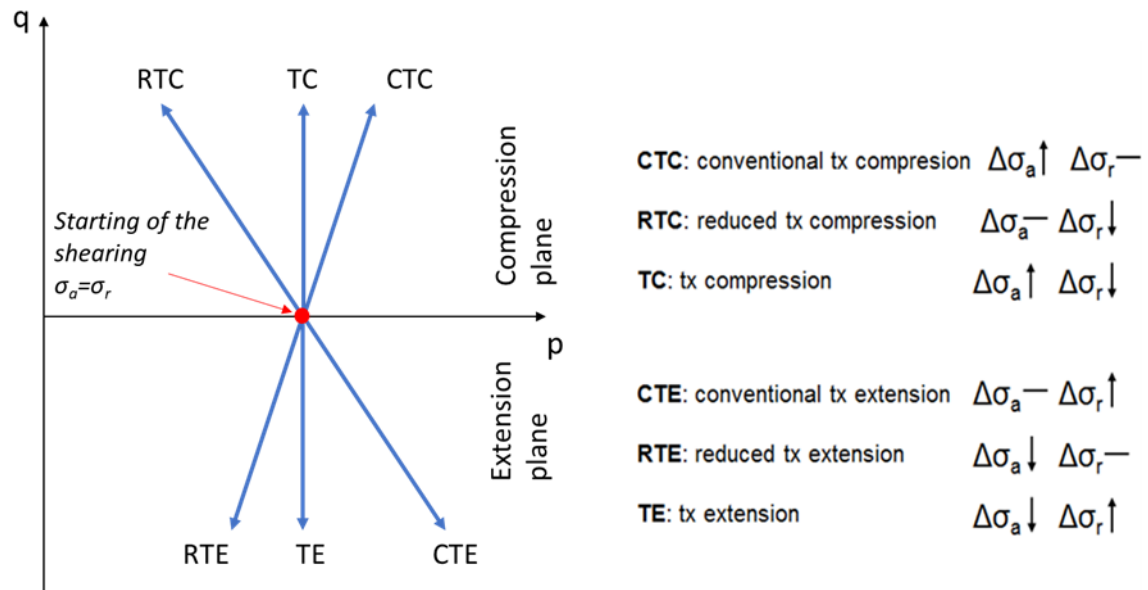 q
RTC
TC
CTC
Starting of the
shearing
σₐ=σᵣ
Compression
plane
p
Extension
plane
RTE
TE
CTE
CTC: conventional tx compresion Δσₐ↑ Δσᵣ—
RTC: reduced tx compression Δσₐ— Δσᵣ↓
TC: tx compression Δσₐ↑ Δσᵣ↓
CTE: conventional tx extension Δσₐ— Δσᵣ↑
RTE: reduced tx extension Δσₐ↓ Δσᵣ—
TE: tx extension Δσₐ↓ Δσᵣ↑